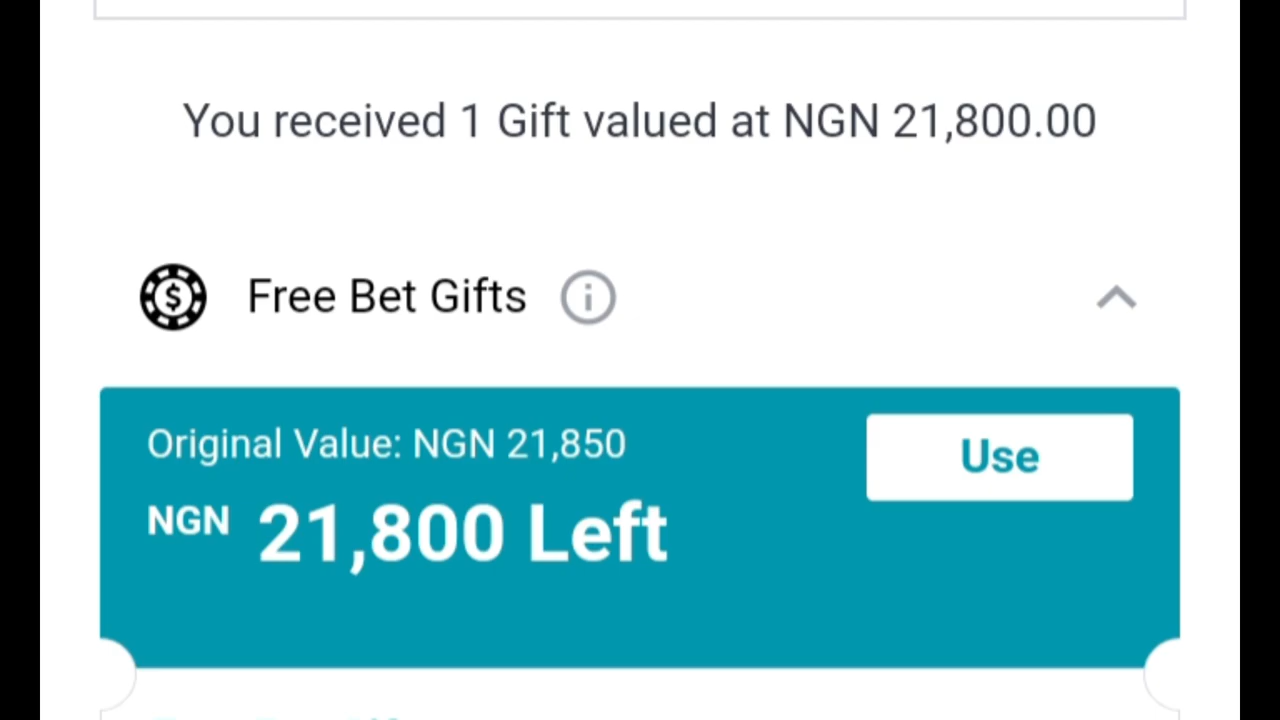 You received 1 Gift valued at NGN 21,800.00
$ Free Bet Gifts i
Original Value: NGN 21,850
Use
NGN 21,800 Left